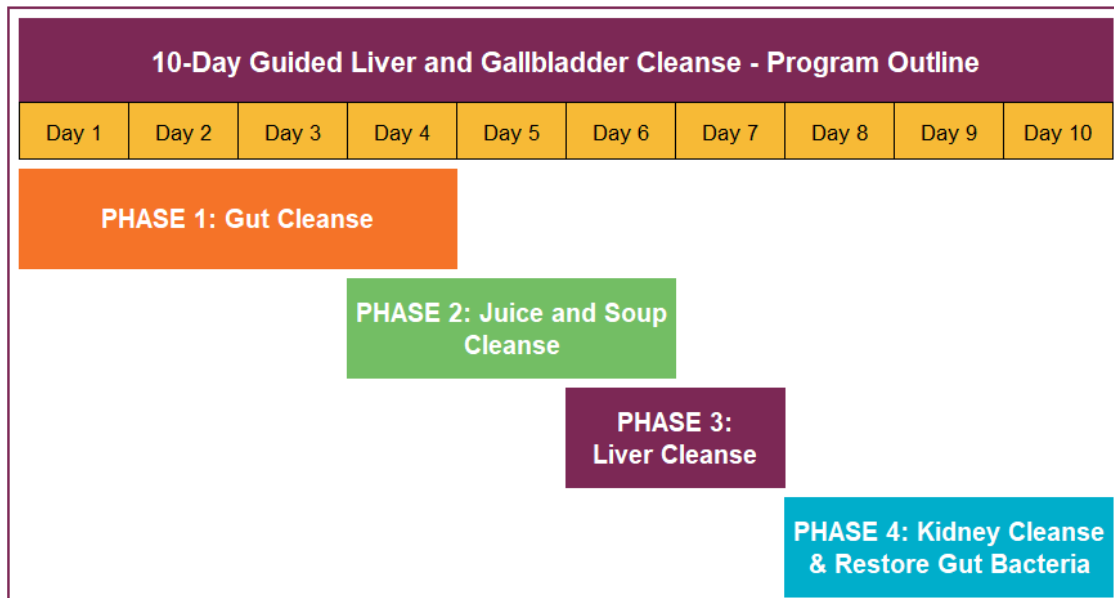 10-Day Guided Liver and Gallbladder Cleanse - Program Outline
Day 1 Day 2 Day 3 Day 4 Day 5 Day 6 Day 7 Day 8 Day 9 Day 10
PHASE 1: Gut Cleanse
PHASE 2: Juice and Soup
Cleanse
PHASE 3:
Liver Cleanse
PHASE 4: Kidney Cleanse
& Restore Gut Bacteria